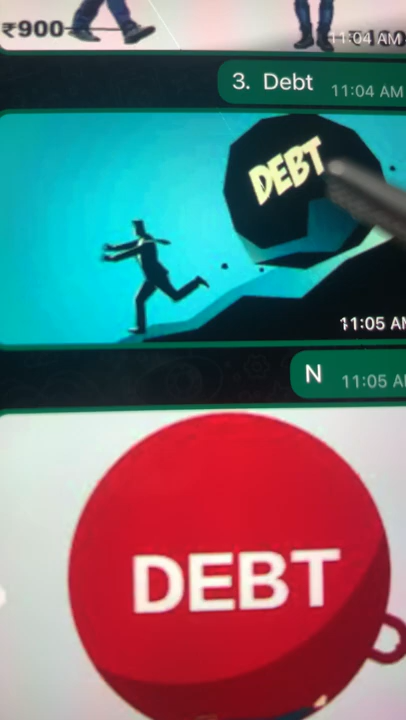 ₹900
11:04 AM
3. Debt 11:04 AM
DEBT
11:05 AM
N 11:05 AM
DEBT